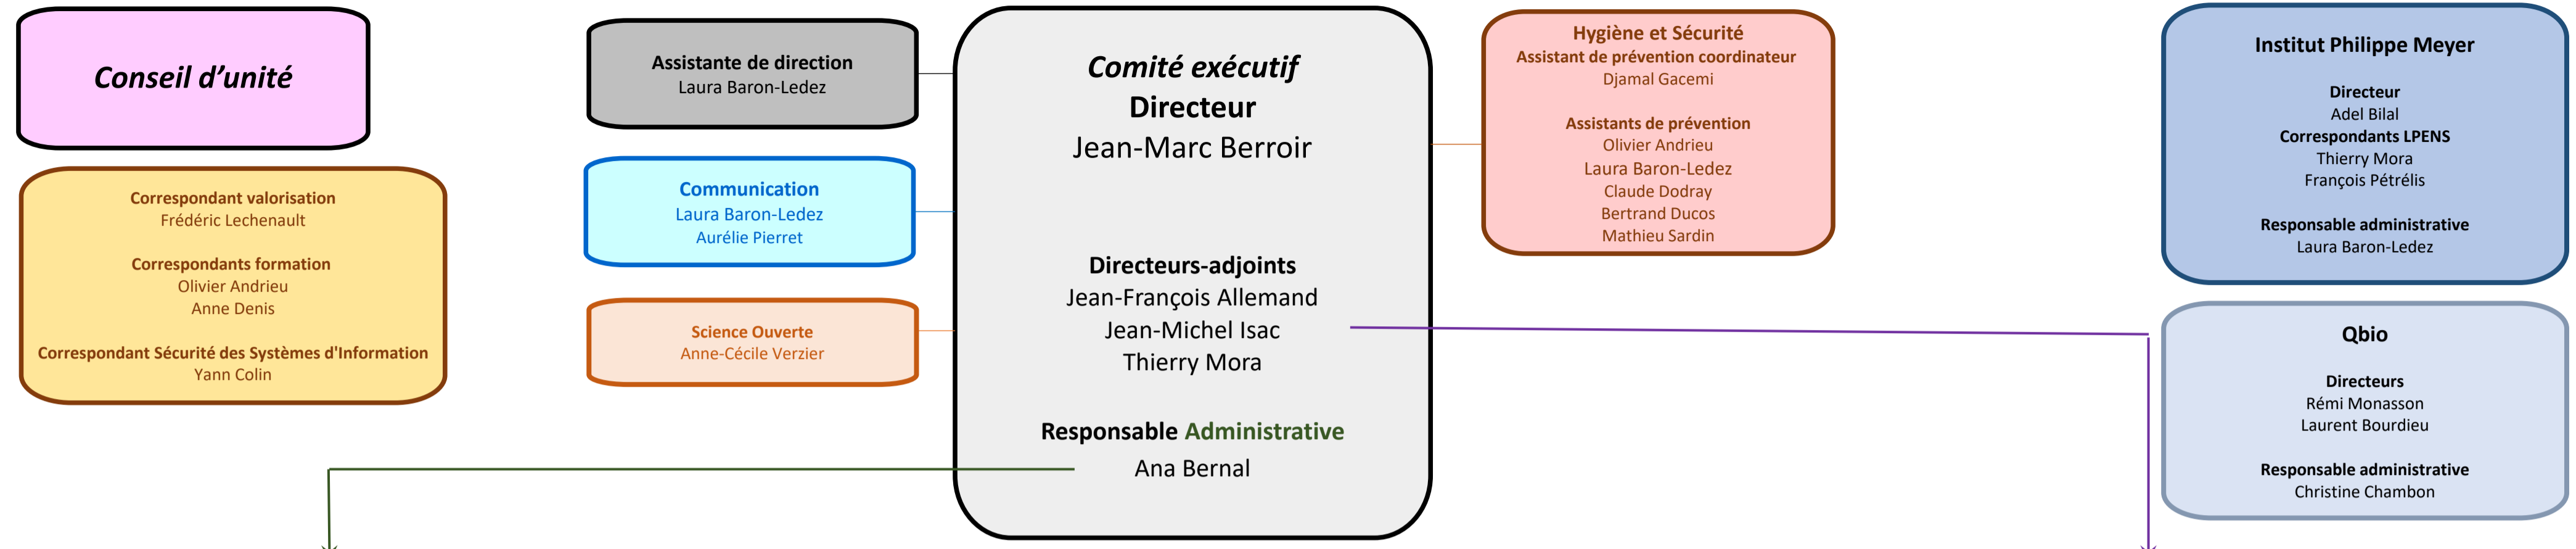 Conseil d’unité
Correspondant valorisation
Frédéric Lechenault
Correspondants formation
Olivier Andrieu
Anne Denis
Correspondant Sécurité des Systèmes d'Information
Yann Colin
Assistante de direction
Laura Baron-Ledez
Communication
Laura Baron-Ledez
Aurélie Pierret
Science Ouverte
Anne-Cécile Verzier
Comité exécutif
Directeur
Jean-Marc Berroir
Directeurs-adjoints
Jean-François Allemand
Jean-Michel Isac
Thierry Mora
Responsable Administrative
Ana Bernal
Hygiène et Sécurité
Assistant de prévention coordinateur
Djamal Gacemi
Assistants de prévention
Olivier Andrieu
Laura Baron-Ledez
Claude Dodray
Bertrand Ducos
Mathieu Sardin
Institut Philippe Meyer
Directeur
Adel Bilal
Correspondants LPENS
Thierry Mora
François Pétrélis
Responsable administrative
Laura Baron-Ledez
Qbio
Directeurs
Rémi Monasson
Laurent Bourdieu
Responsable administrative
Christine Chambon